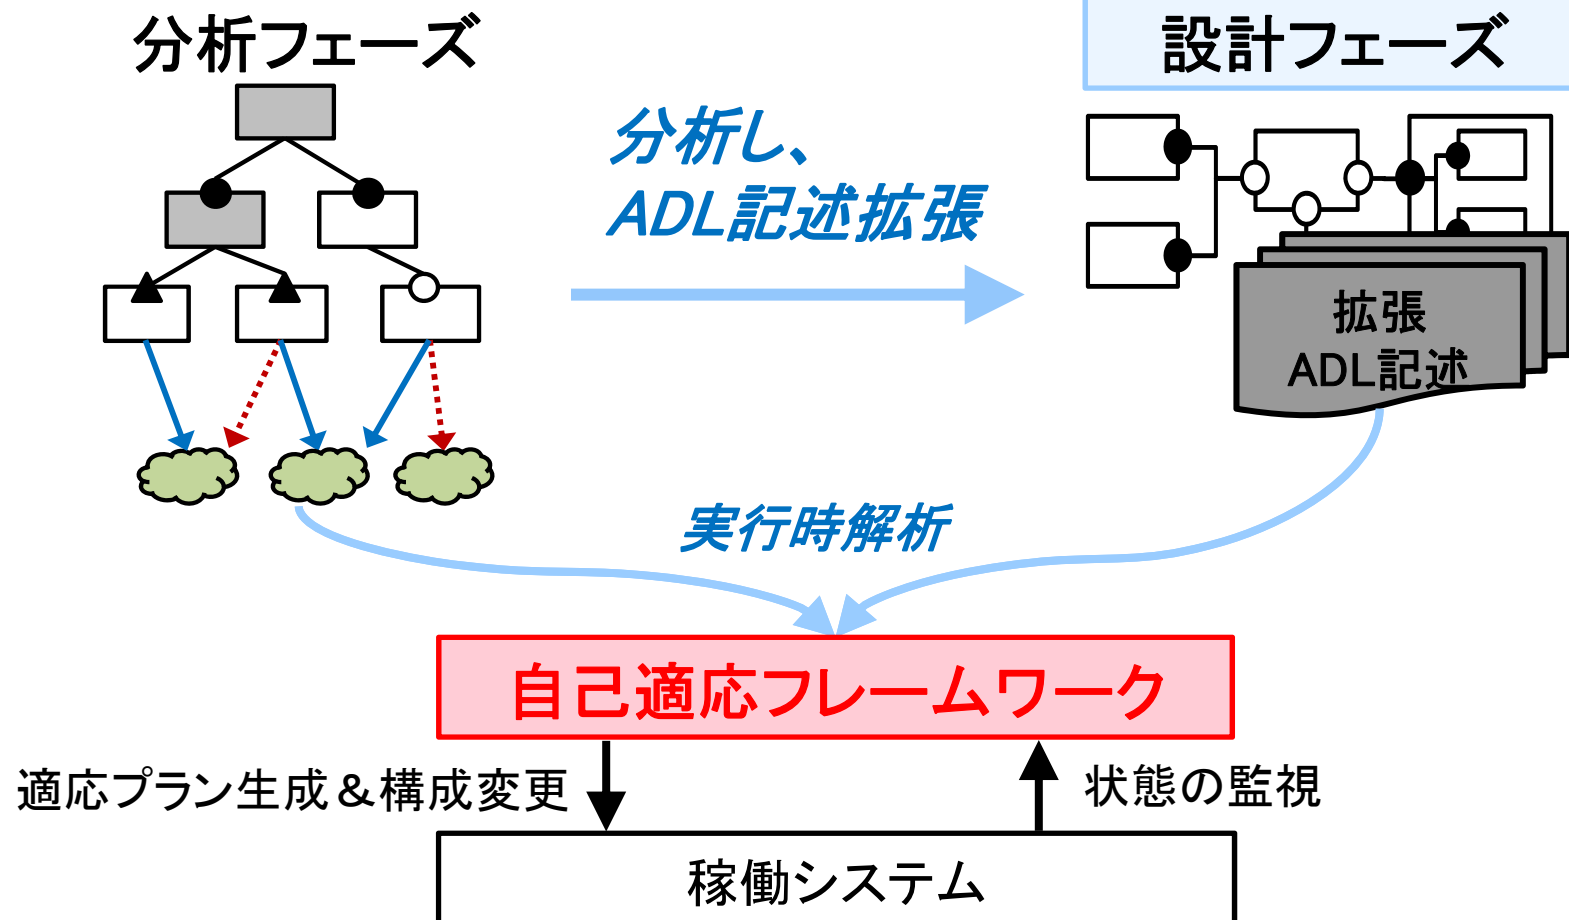 分析フェーズ
設計フェーズ
分析し、
ADL記述拡張
拡張
ADL記述
実行時解析
自己適応フレームワーク
適応プラン生成＆構成変更
状態の監視
稼働システム